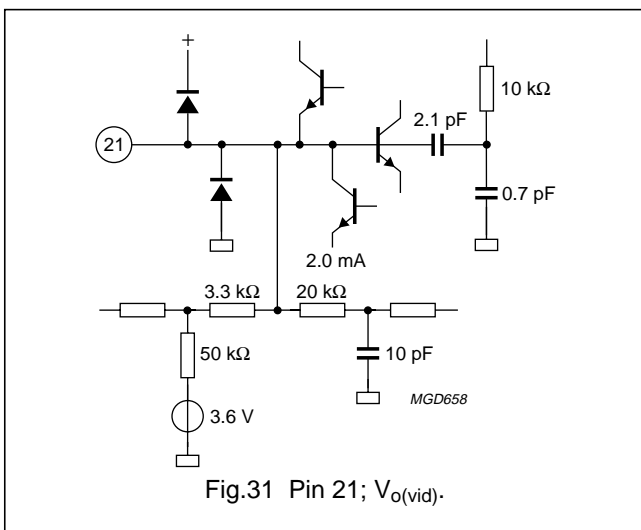 +
21
10 kΩ
2.1 pF
0.7 pF
2.0 mA
3.3 kΩ
20 kΩ
50 kΩ
10 pF
MGD658
3.6 V
Fig.31 Pin 21; Vo(vid).